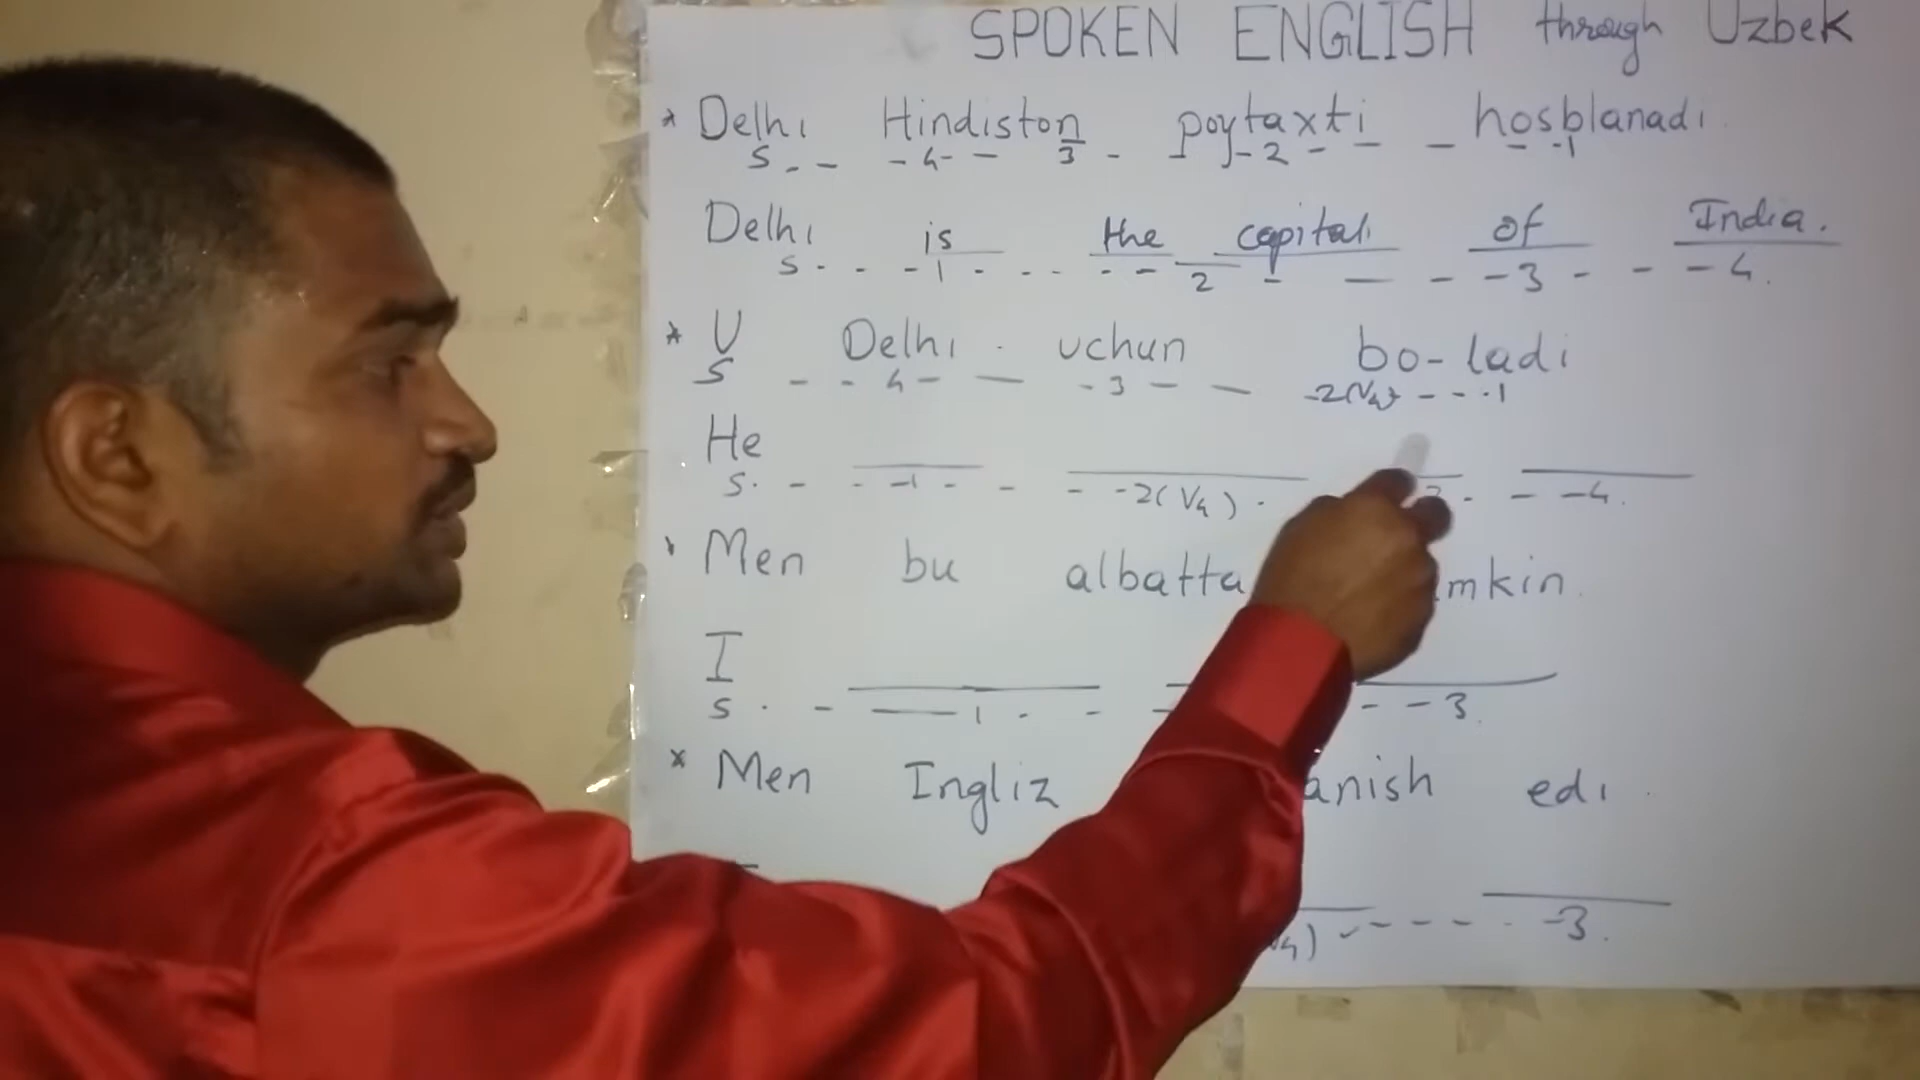 SPOKEN ENGLISH through Uzbek
* Delhi Hindiston poytaxti hosblanadi
S - - - 4 - - 3 - - - 2 - - - - -1
Delhi is the capital of India.
S - - - 1 - - - - - 2 - - - - 3 - - - 4.
* U Delhi uchun bo-ladi
S - - 4 - - - 3 - - -2(V4) - - - 1
He
S. - - -1 - - - -2(V4) - - - -4.
Men bu albatta mkin
I
S. - - 1 - - - - 3.
* Men Ingliz anish edi
4) - - - - - -3.